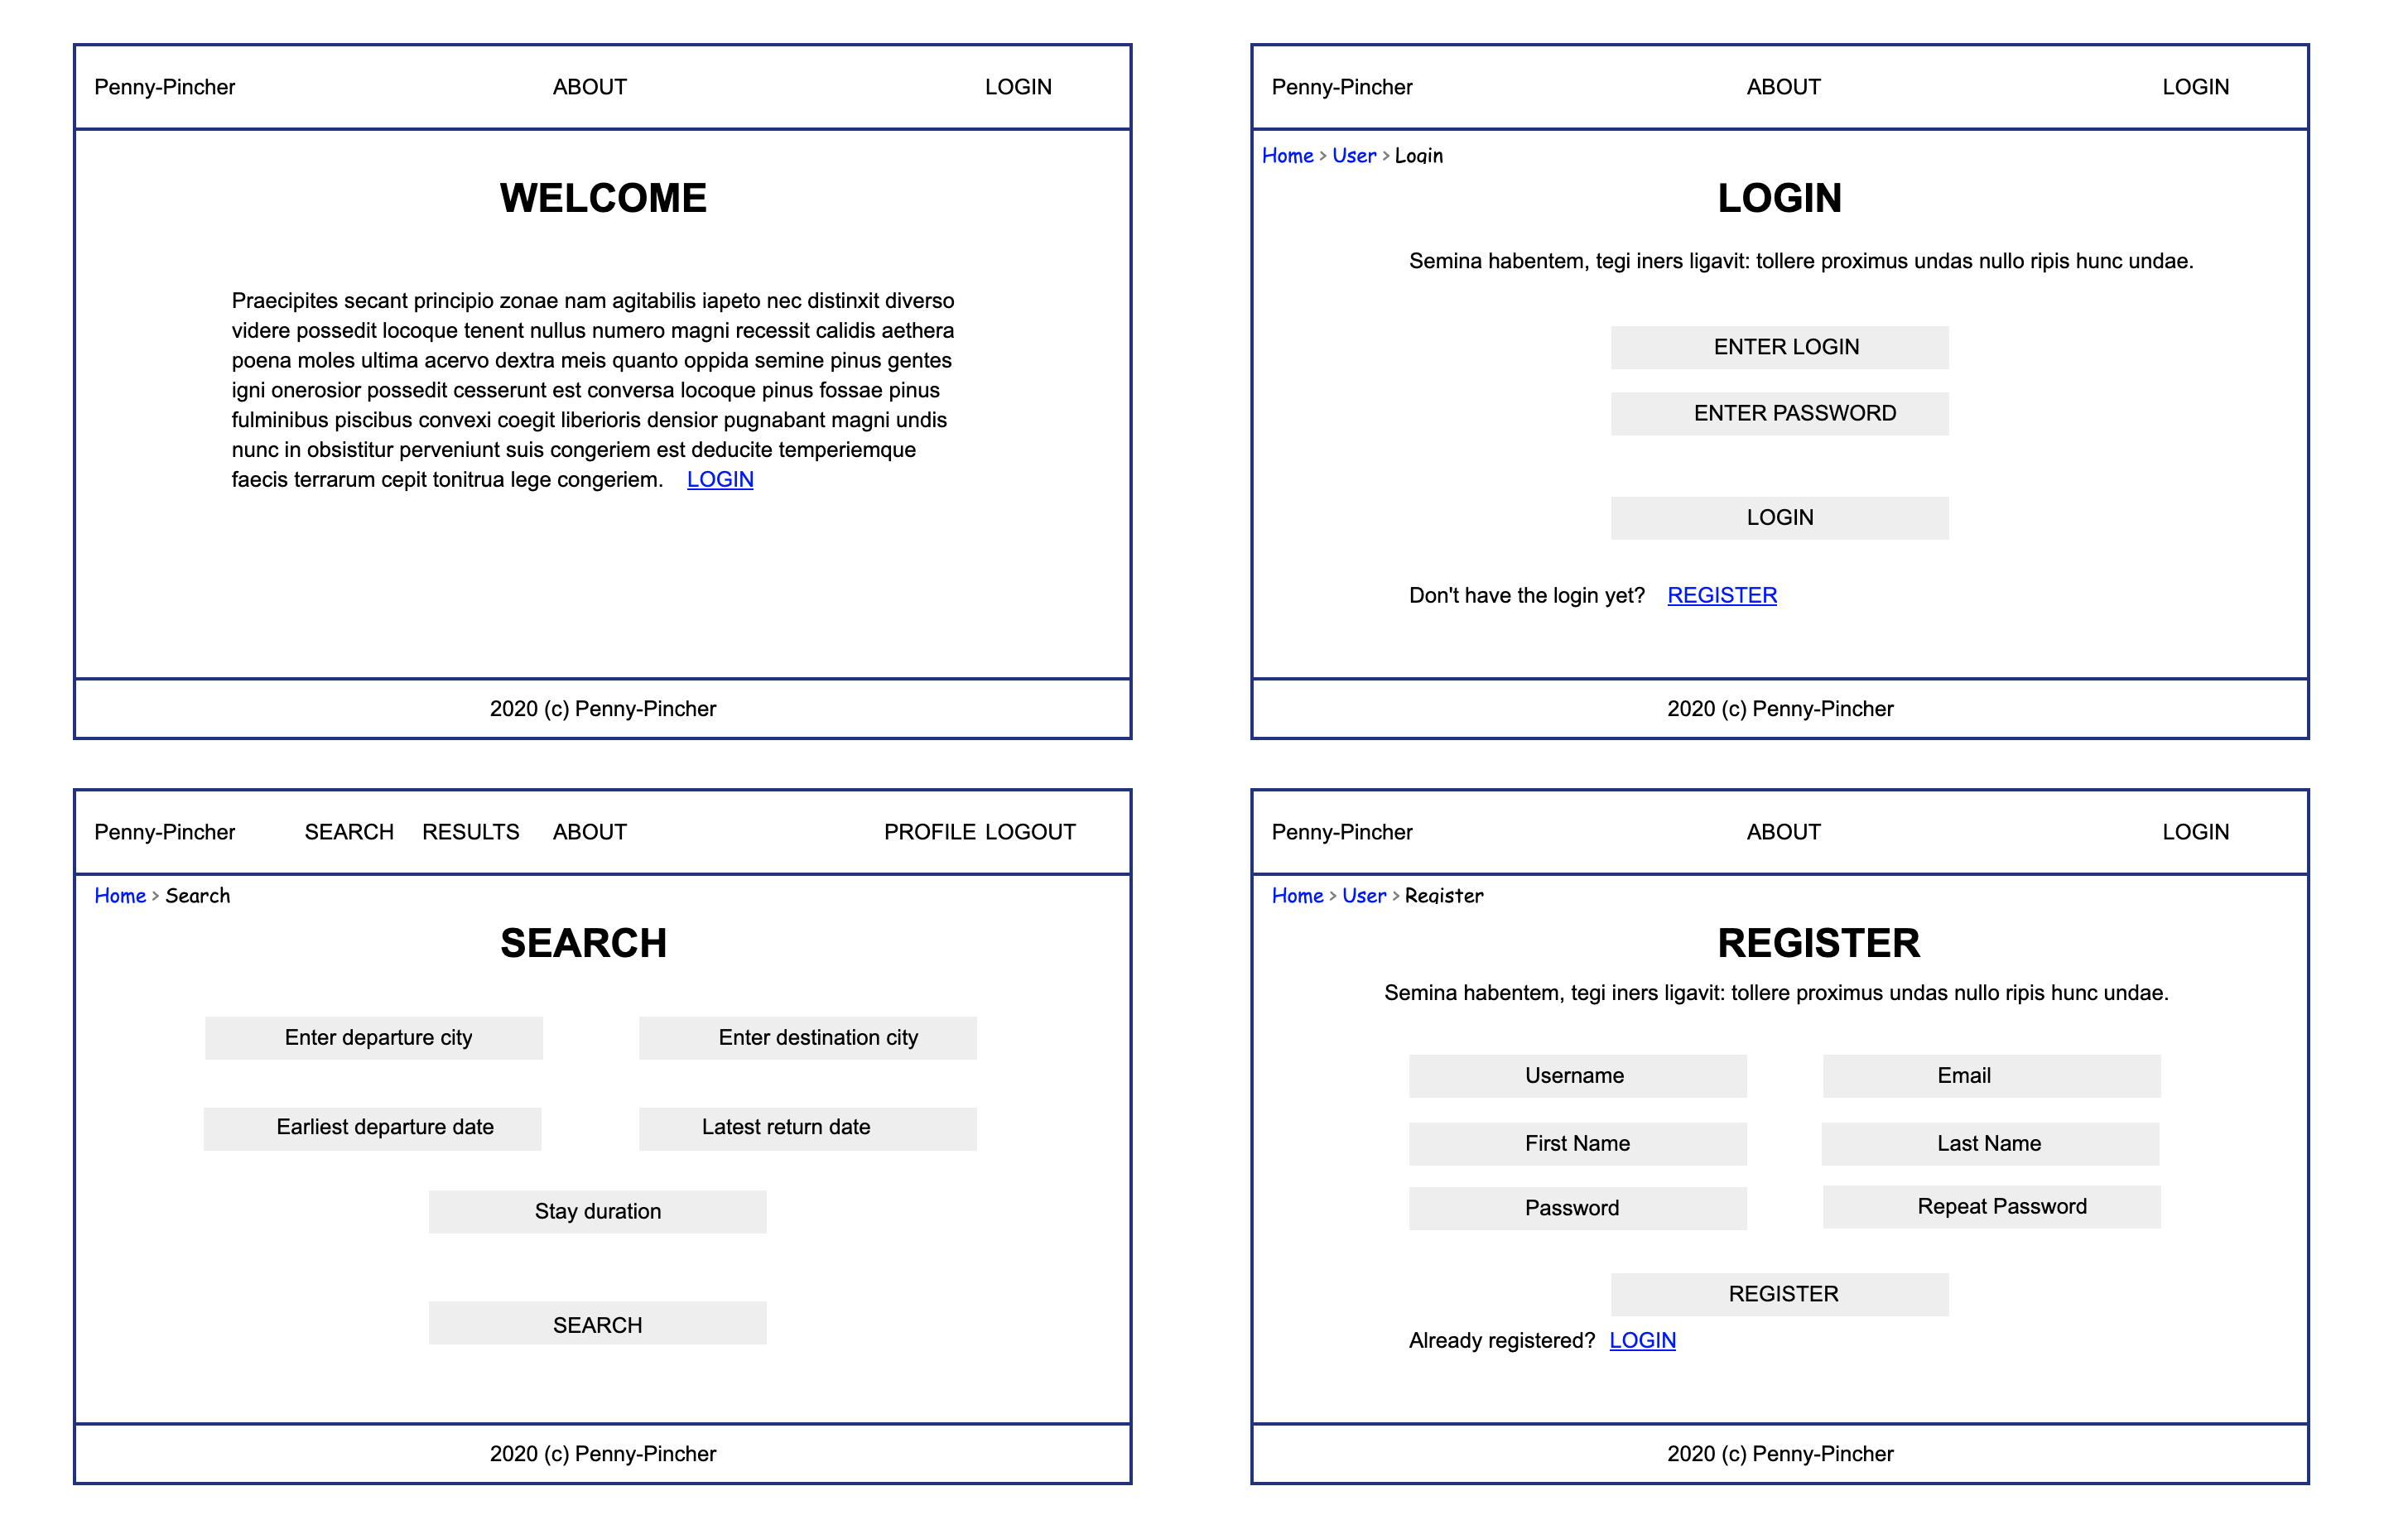 Penny-Pincher ABOUT LOGIN
WELCOME
Praecipites secant principio zonae nam agitabilis iapeto nec distinxit diverso
videre possedit locoque tenent nullus numero magni recessit calidis aethera
poena moles ultima acervo dextra meis quanto oppida semine pinus gentes
igni onerosior possedit cesserunt est conversa locoque pinus fossae pinus
fulminibus piscibus convexi coegit liberioris densior pugnabant magni undis
nunc in obsistitur perveniunt suis congeriem est deducite temperiemque
faecis terrarum cepit tonitrua lege congeriem. LOGIN
2020 (c) Penny-Pincher
Penny-Pincher ABOUT LOGIN
Home > User > Login
LOGIN
Semina habentem, tegi iners ligavit: tollere proximus undas nullo ripis hunc undae.
ENTER LOGIN
ENTER PASSWORD
LOGIN
Don't have the login yet? REGISTER
2020 (c) Penny-Pincher
Penny-Pincher SEARCH RESULTS ABOUT PROFILE LOGOUT
Home > Search
SEARCH
Enter departure city Enter destination city
Earliest departure date Latest return date
Stay duration
SEARCH
2020 (c) Penny-Pincher
Penny-Pincher ABOUT LOGIN
Home > User > Register
REGISTER
Semina habentem, tegi iners ligavit: tollere proximus undas nullo ripis hunc undae.
Username Email
First Name Last Name
Password Repeat Password
REGISTER
Already registered? LOGIN
2020 (c) Penny-Pincher